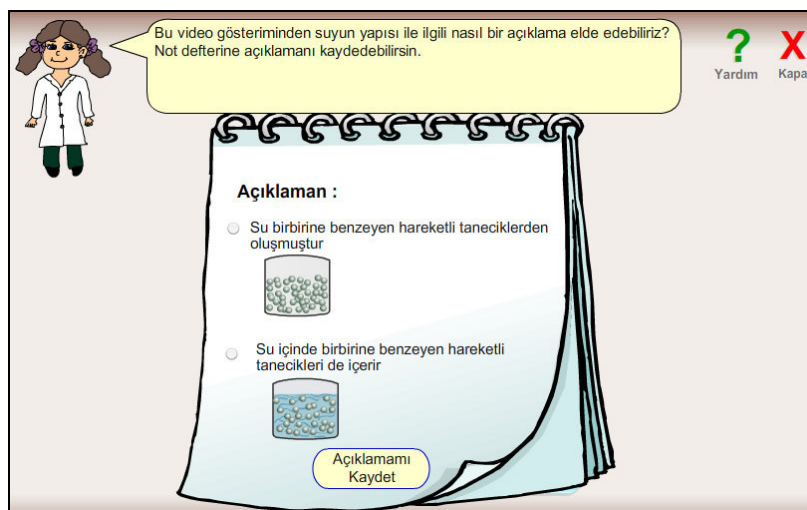 Bu video gösteriminden suyun yapısı ile ilgili nasıl bir açıklama elde edebiliriz?
Not defterine açıklamanı kaydedebilirsin.
?
X
Yardım
Kapa
Açıklaman :
Su birbirine benzeyen hareketli taneciklerden
oluşmuştur
Su içinde birbirine benzeyen hareketli
tanecikleri de içerir
Açıklamamı
Kaydet